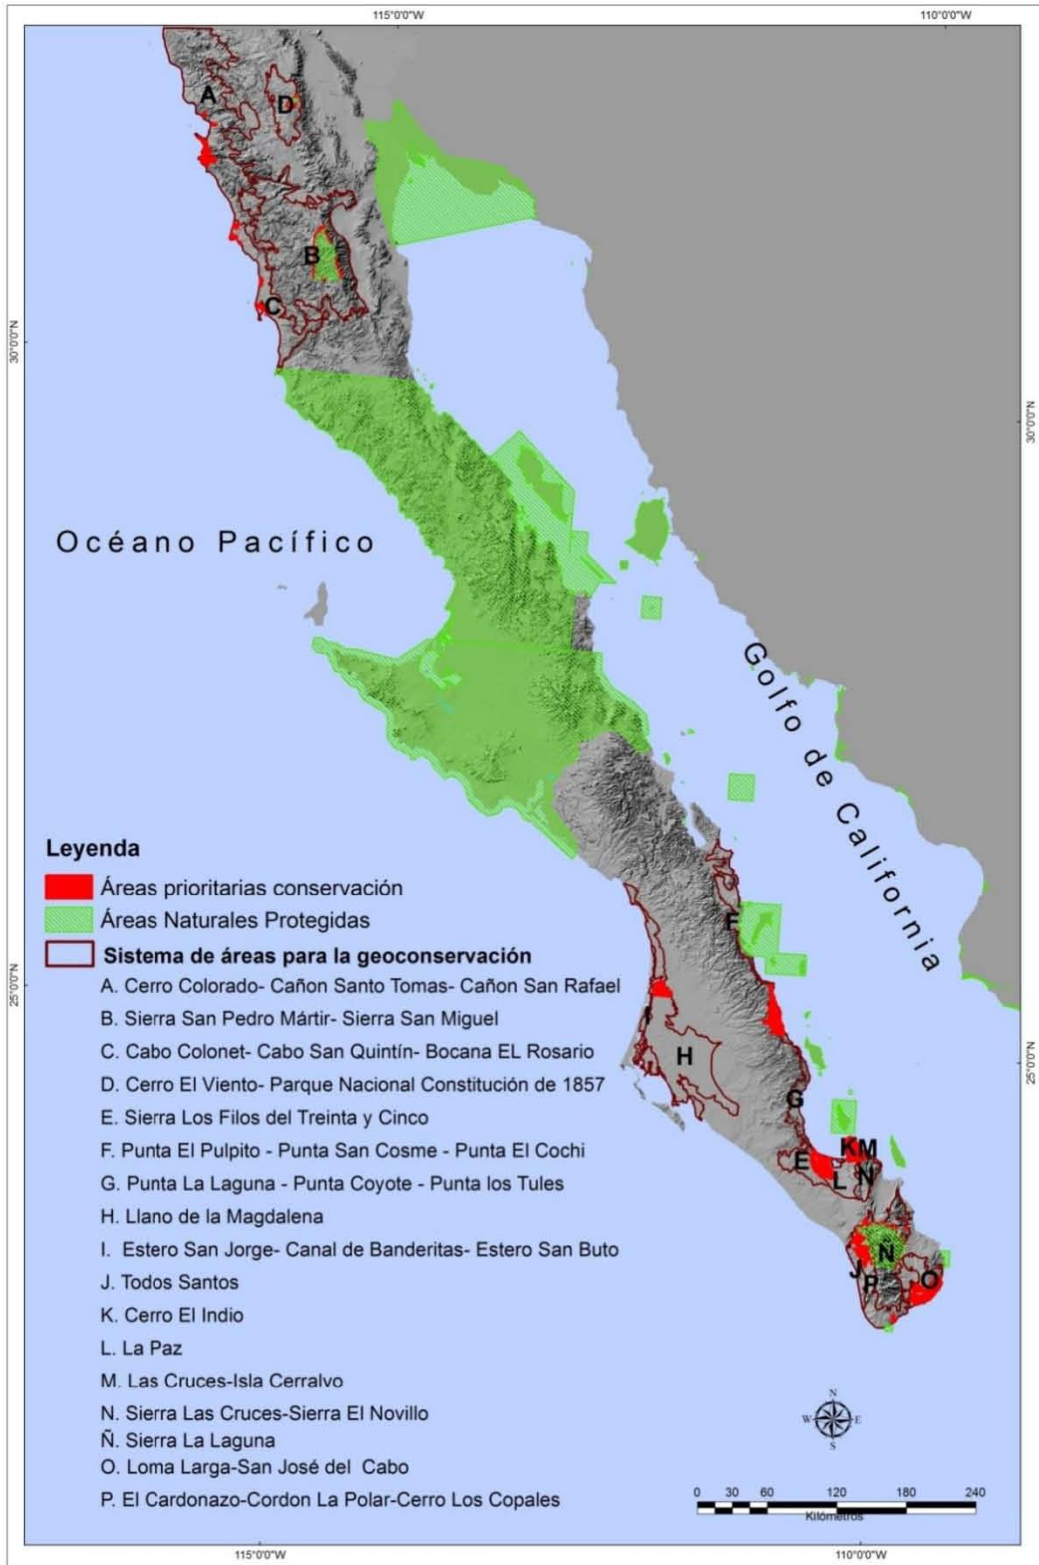 115°0'0"W
110°0'0"W
A
D
B
C
30°0'0"N
30°0'0"N
Océano Pacífico
Golfo de California
Leyenda
Áreas prioritarias conservación
Áreas Naturales Protegidas
Sistema de áreas para la geoconservación
A. Cerro Colorado- Cañon Santo Tomas- Cañon San Rafael
B. Sierra San Pedro Mártir- Sierra San Miguel
C. Cabo Colonet- Cabo San Quintín- Bocana EL Rosario
D. Cerro El Viento- Parque Nacional Constitución de 1857
E. Sierra Los Filos del Treinta y Cinco
F. Punta El Pulpito - Punta San Cosme - Punta El Cochi
G. Punta La Laguna - Punta Coyote - Punta los Tules
H. Llano de la Magdalena
I. Estero San Jorge- Canal de Banderitas- Estero San Buto
J. Todos Santos
K. Cerro El Indio
L. La Paz
M. Las Cruces-Isla Cerralvo
N. Sierra Las Cruces-Sierra El Novillo
Ñ. Sierra La Laguna
O. Loma Larga-San José del Cabo
P. El Cardonazo-Cordon La Polar-Cerro Los Copales
25°0'0"N
25°0'0"N
F
I
H
G
K M
E
L
N
Ñ
J
P
O
N
W E
S
0 30 60 120 180 240
Kilómetros
115°0'0"W
110°0'0"W